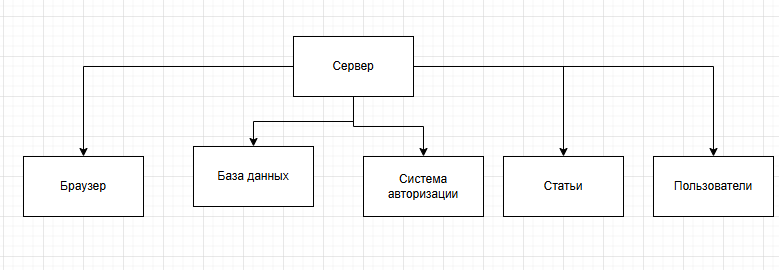 Сервер
Браузер
База данных
Система
авторизации
Статьи
Пользователи